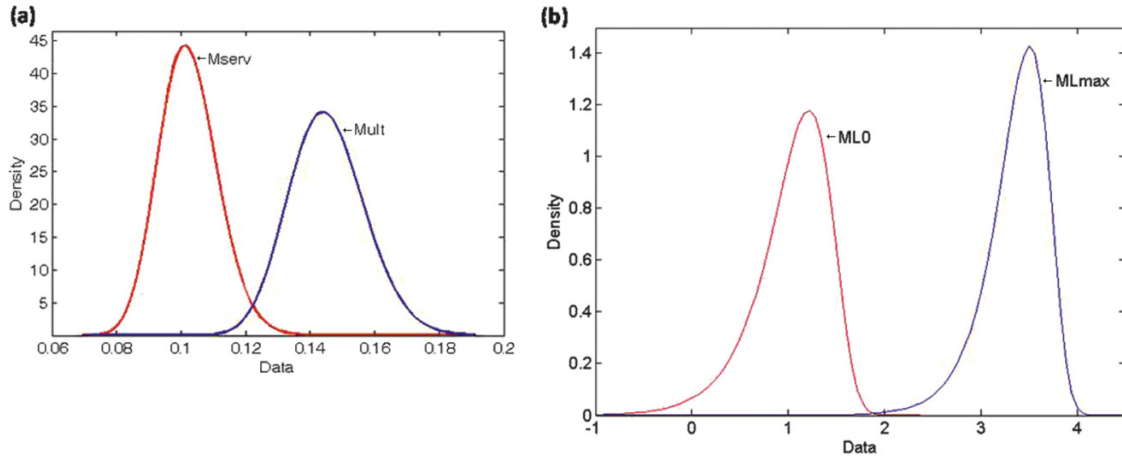 (a)
45
40
35
30
25
20
15
10
5
Density
←Mserv
←Mult
0.06 0.08 0.1 0.12 0.14 0.16 0.18 0.2
Data
(b)
1.4
1.2
1
0.8
0.6
0.4
0.2
0
Density
←ML0
←MLmax
-1 0 1 2 3 4
Data